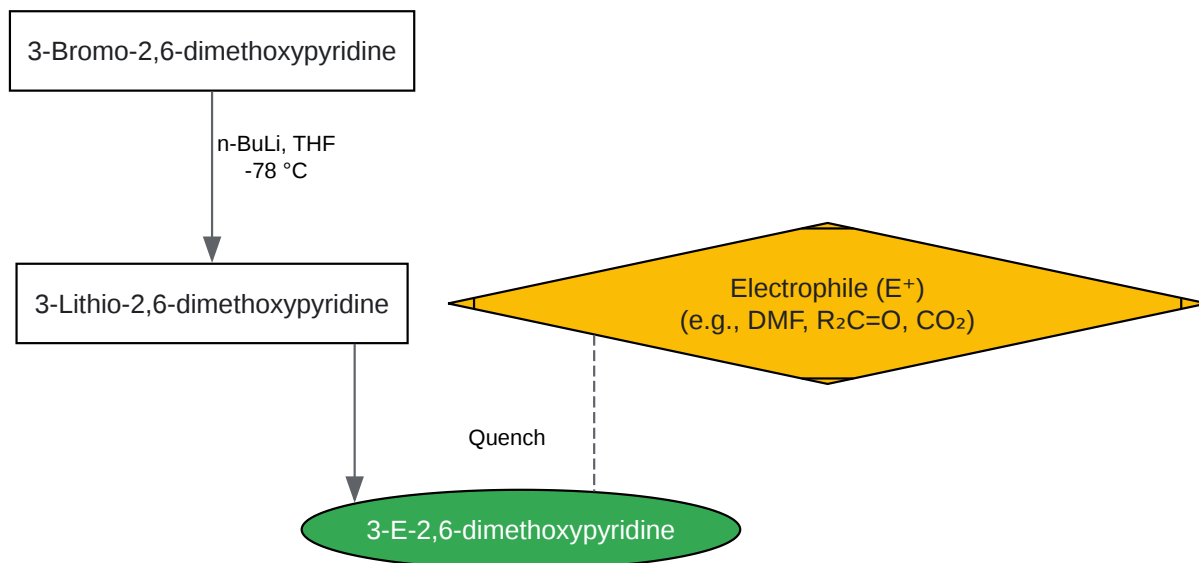 3-Bromo-2,6-dimethoxypyridine
n-BuLi, THF
-78 °C
3-Lithio-2,6-dimethoxypyridine
Electrophile (E⁺)
(e.g., DMF, R₂C=O, CO₂)
Quench
3-E-2,6-dimethoxypyridine